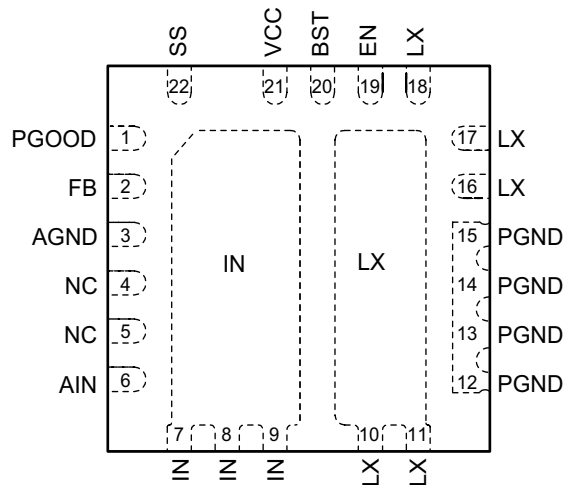 SS
VCC
BST
EN
LX
22
21
20
19
18
PGOOD 1
17 LX
FB 2
16 LX
AGND 3
15 PGND
IN
LX
NC 4
14 PGND
NC 5
13 PGND
AIN 6
12 PGND
7
8
9
10
11
IN
IN
IN
LX
LX